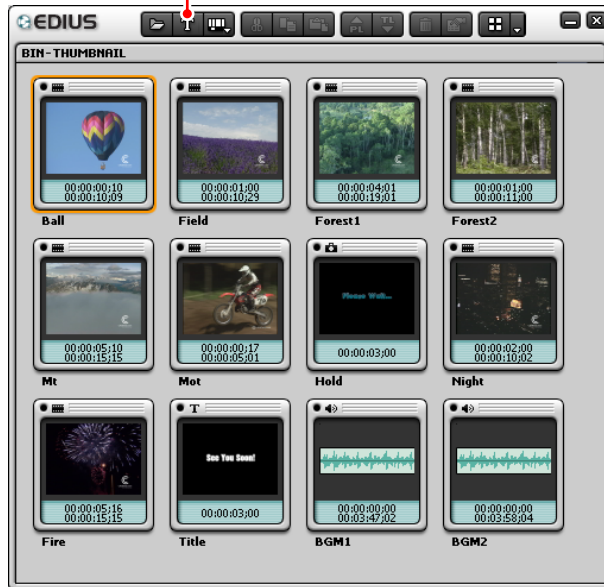 EDIUS
T
PL
TL
BIN-THUMBNAIL
00:00:00;10
00:00:10;09
Ball
00:00:01;00
00:00:10;29
Field
00:00:04;01
00:00:19;01
Forest1
00:00:01;00
00:00:11;00
Forest2
00:00:05;10
00:00:15;15
Mt
00:00:00;17
00:00:05;01
Mot
Please Wait...
00:00:03;00
Hold
00:00:02;00
00:00:10;02
Night
00:00:05;16
00:00:15;15
Fire
T
See You Soon!
00:00:03;00
Title
00:00:00;00
00:03:47;02
BGM1
00:00:00;00
00:03:58;04
BGM2